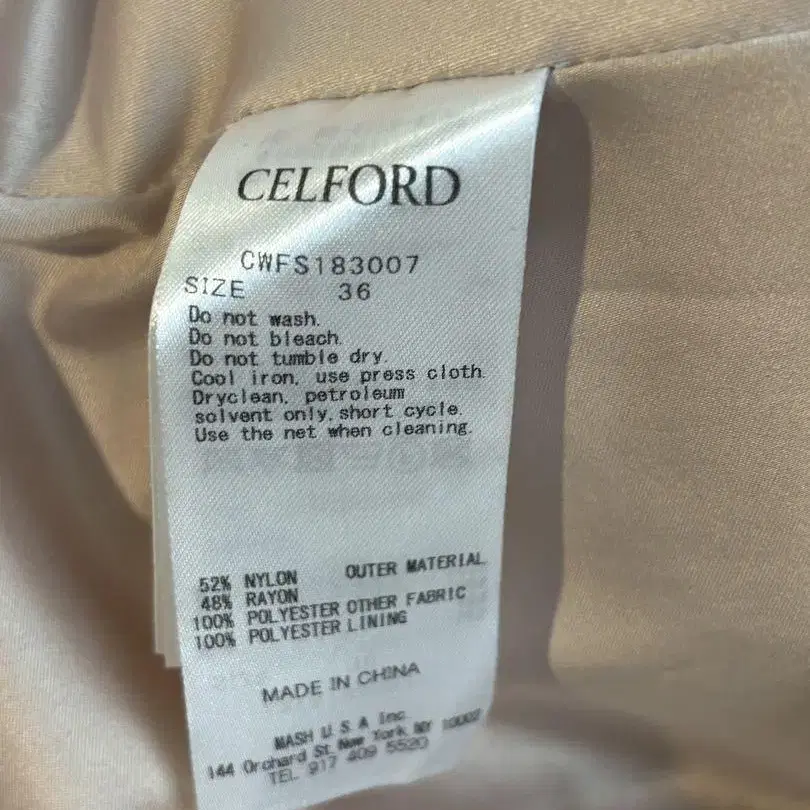 CELFORD
CWFS183007
SIZE 36
Do not wash.
Do not bleach.
Do not tumble dry.
Cool iron, use press cloth.
Dryclean, petroleum
solvent only,short cycle.
Use the net when cleaning.
52% NYLON OUTER MATERIAL
48% RAYON
100% POLYESTER OTHER FABRIC
100% POLYESTER LINING
MADE IN CHINA
MASH U.S.A Inc.
144 Orchard St, New York, NY 10002
TEL 917 409 5520